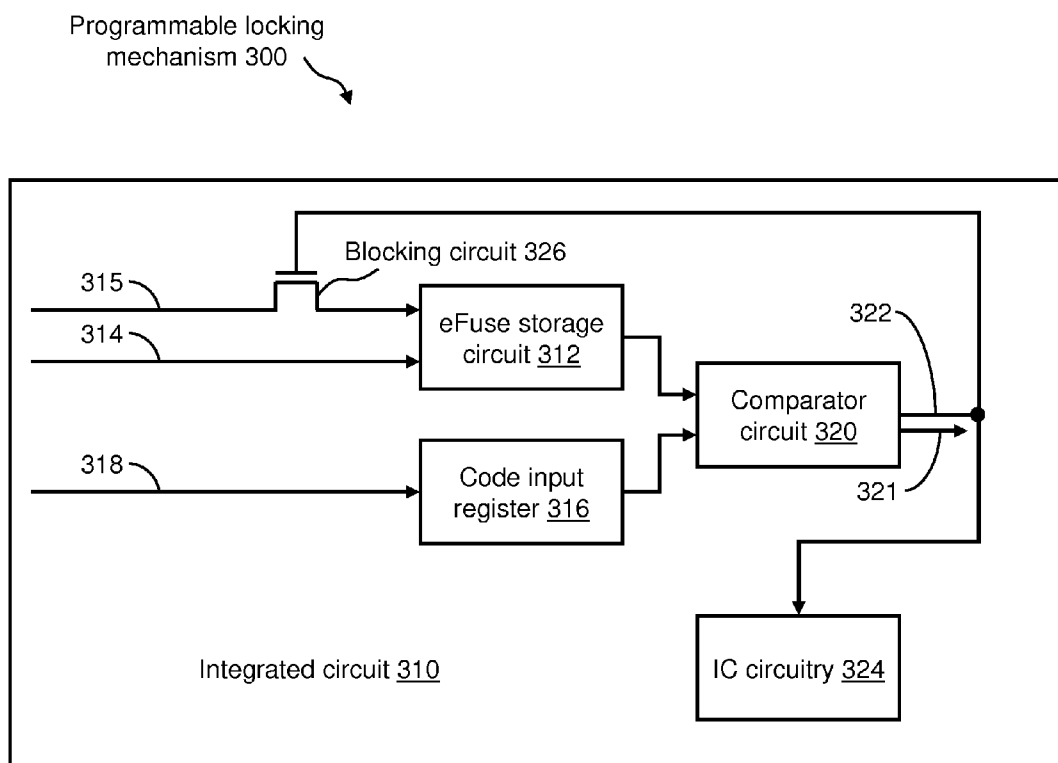 Programmable locking
mechanism 300
Blocking circuit 326
315
eFuse storage
circuit 312
314
322
Comparator
circuit 320
318
Code input
register 316
321
Integrated circuit 310
IC circuitry 324